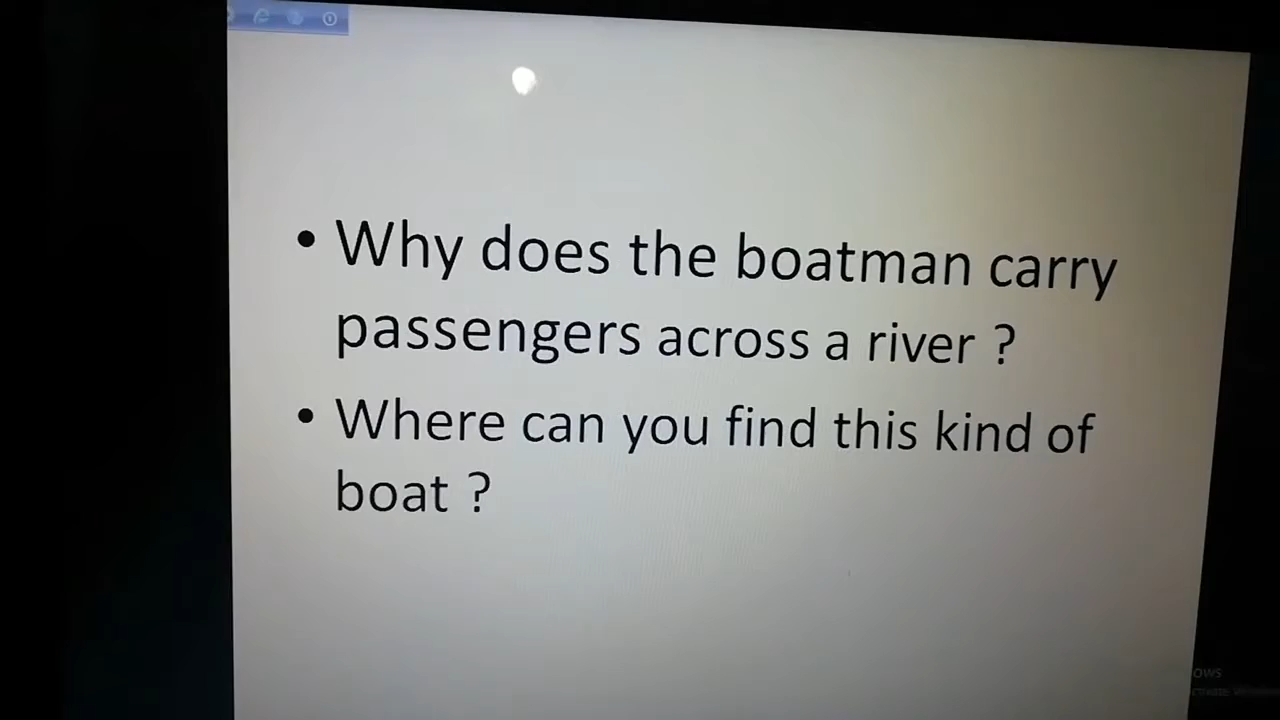 • Why does the boatman carry
passengers across a river ?
• Where can you find this kind of
boat ?